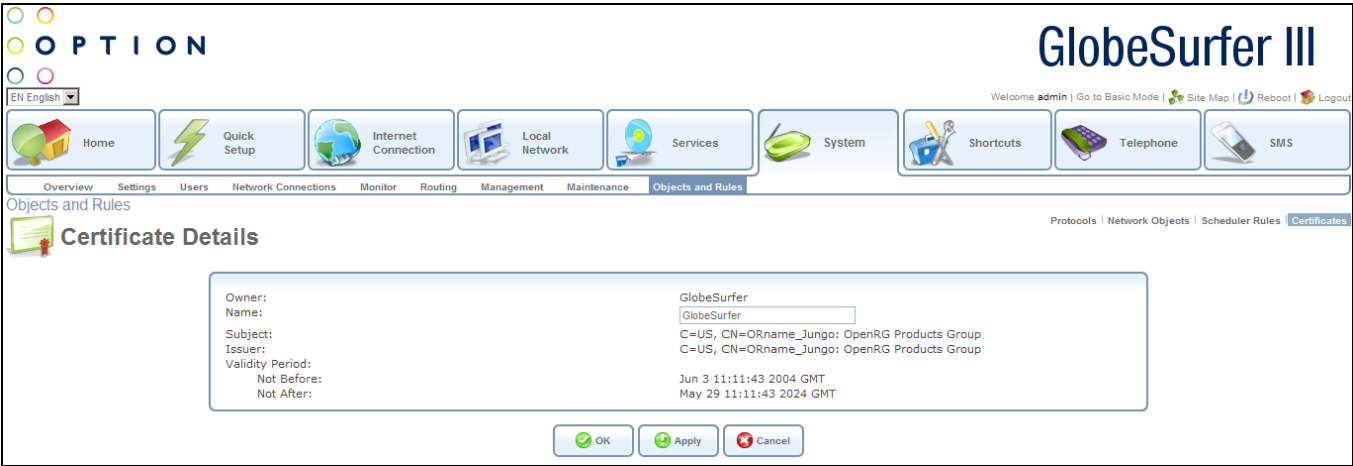 OPTION
GlobeSurfer III
EN English
Welcome admin | Go to Basic Mode | Site Map | Reboot | Logout
Home
Quick Setup
Internet Connection
Local Network
Services
System
Shortcuts
Telephone
SMS
Overview Settings Users Network Connections Monitor Routing Management Maintenance Objects and Rules
Objects and Rules
Protocols | Network Objects | Scheduler Rules | Certificates
Certificate Details
Owner: GlobeSurfer
Name: GlobeSurfer
Subject: C=US, CN=ORname_Jungo: OpenRG Products Group
Issuer: C=US, CN=ORname_Jungo: OpenRG Products Group
Validity Period:
Not Before: Jun 3 11:11:43 2004 GMT
Not After: May 29 11:11:43 2024 GMT
OK Apply Cancel